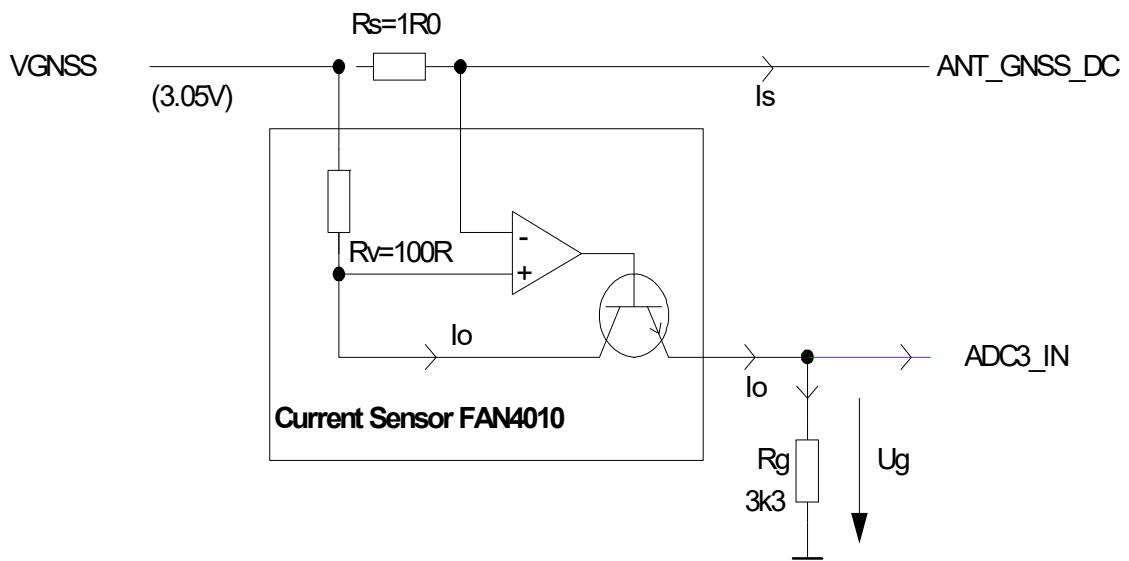 Rs=1R0
VGNSS
ANT_GNSS_DC
(3.05V)
Is
-
Rv=100R
+
Io
ADC3_IN
Io
Current Sensor FAN4010
Rg
Ug
3k3